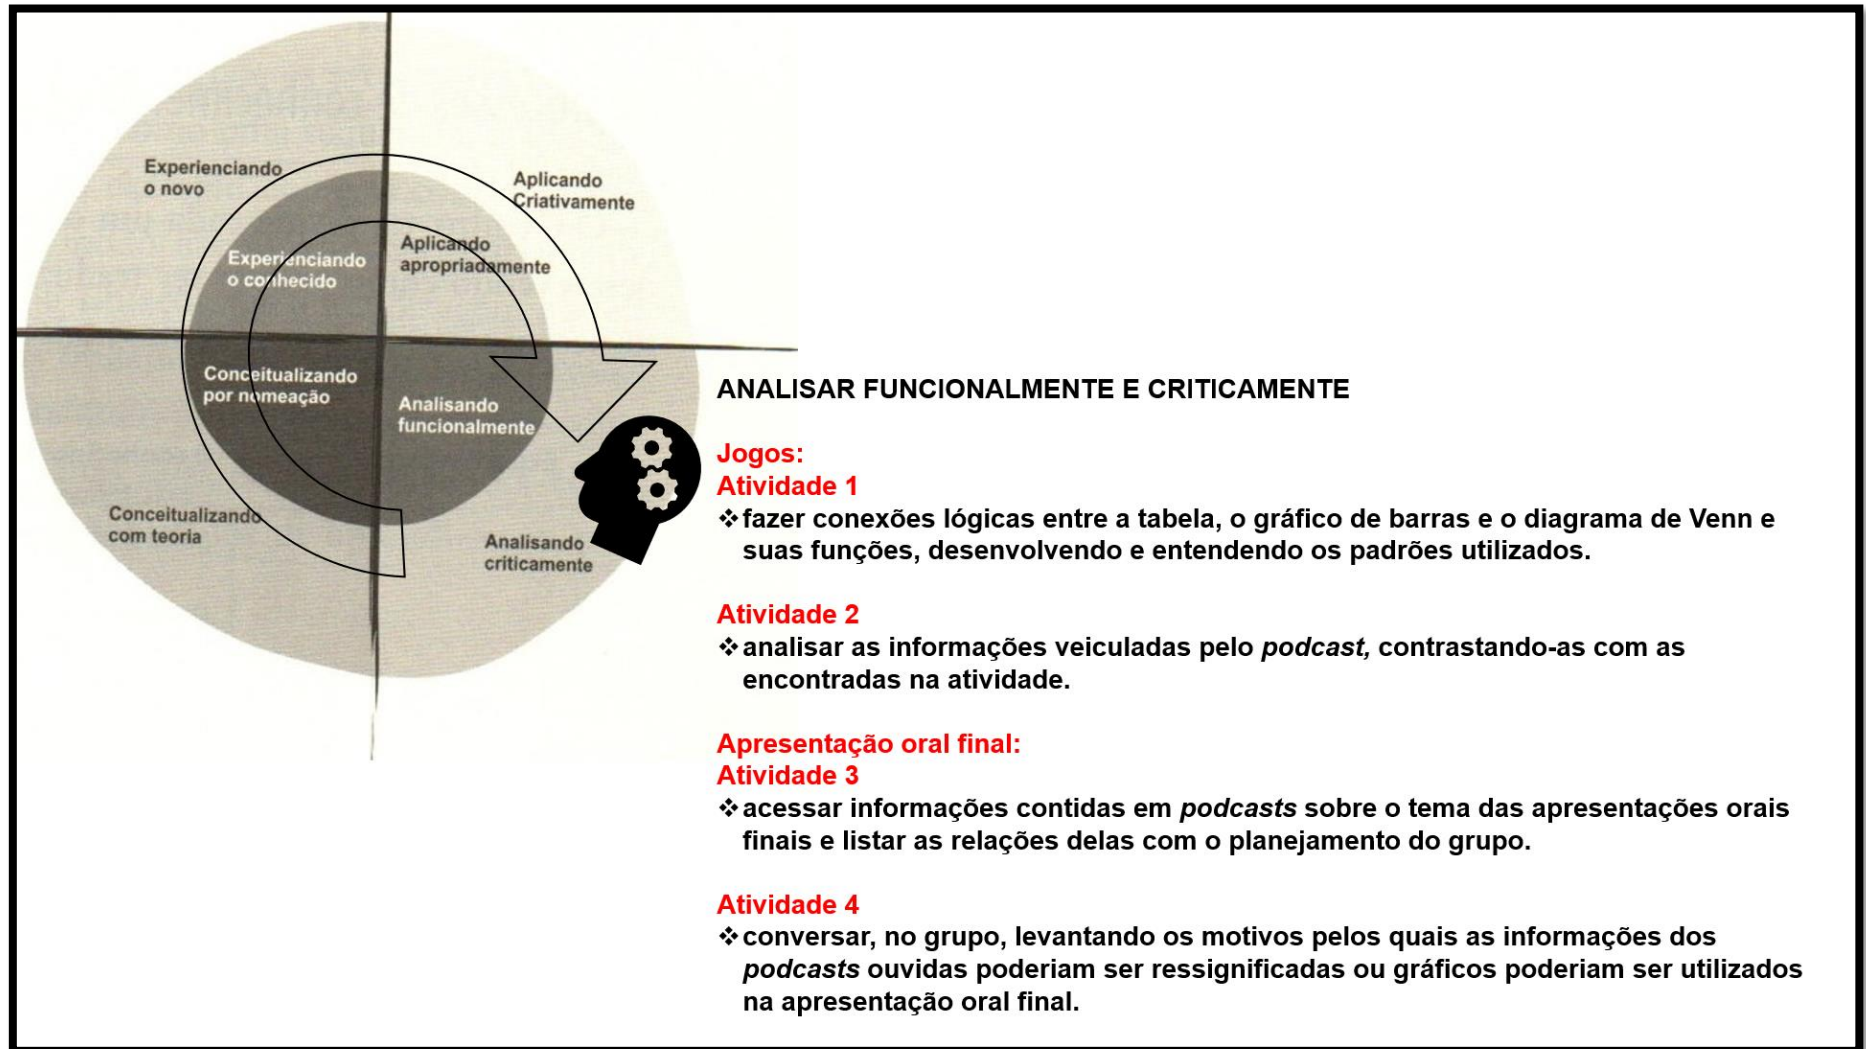 Experienciando
o novo
Aplicando
Criativamente
Experienciando
o conhecido
Aplicando
apropriadamente
Conceitualizando
por nomeação
Analisando
funcionalmente
Conceitualizando
com teoria
Analisando
criticamente
ANALISAR FUNCIONALMENTE E CRITICAMENTE
Jogos:
Atividade 1
❖fazer conexões lógicas entre a tabela, o gráfico de barras e o diagrama de Venn e
suas funções, desenvolvendo e entendendo os padrões utilizados.
Atividade 2
❖analisar as informações veiculadas pelo podcast, contrastando-as com as
encontradas na atividade.
Apresentação oral final:
Atividade 3
❖acessar informações contidas em podcasts sobre o tema das apresentações orais
finais e listar as relações delas com o planejamento do grupo.
Atividade 4
❖conversar, no grupo, levantando os motivos pelos quais as informações dos
podcasts ouvidas poderiam ser ressignificadas ou gráficos poderiam ser utilizados
na apresentação oral final.